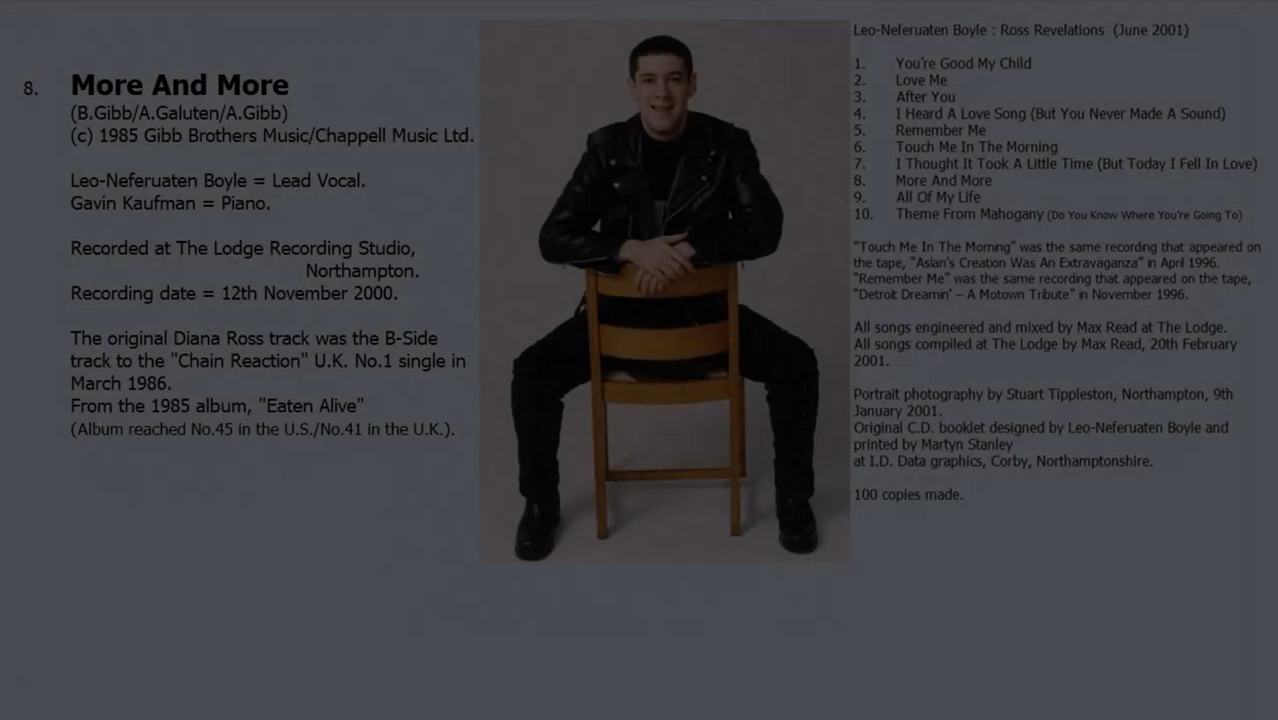 8. More And More
(B.Gibb/A.Galuten/A.Gibb)
(c) 1985 Gibb Brothers Music/Chappell Music Ltd.
Leo-Neferuaten Boyle = Lead Vocal.
Gavin Kaufman = Piano.
Recorded at The Lodge Recording Studio,
Northampton.
Recording date = 12th November 2000.
The original Diana Ross track was the B-Side
track to the "Chain Reaction" U.K. No.1 single in
March 1986.
From the 1985 album, "Eaten Alive"
(Album reached No.45 in the U.S./No.41 in the U.K.).
Leo-Neferuaten Boyle : Ross Revelations (June 2001)
1. You're Good My Child
2. Love Me
3. After You
4. I Heard A Love Song (But You Never Made A Sound)
5. Remember Me
6. Touch Me In The Morning
7. I Thought It Took A Little Time (But Today I Fell In Love)
8. More And More
9. All Of My Life
10. Theme From Mahogany (Do You Know Where You're Going To)
"Touch Me In The Morning" was the same recording that appeared on
the tape, "Aslan's Creation Was An Extravaganza" in April 1996.
"Remember Me" was the same recording that appeared on the tape,
"Detroit Dreamin' – A Motown Tribute" in November 1996.
All songs engineered and mixed by Max Read at The Lodge.
All songs compiled at The Lodge by Max Read, 20th February
2001.
Portrait photography by Stuart Tippleston, Northampton, 9th
January 2001.
Original C.D. booklet designed by Leo-Neferuaten Boyle and
printed by Martyn Stanley
at I.D. Data graphics, Corby, Northamptonshire.
100 copies made.